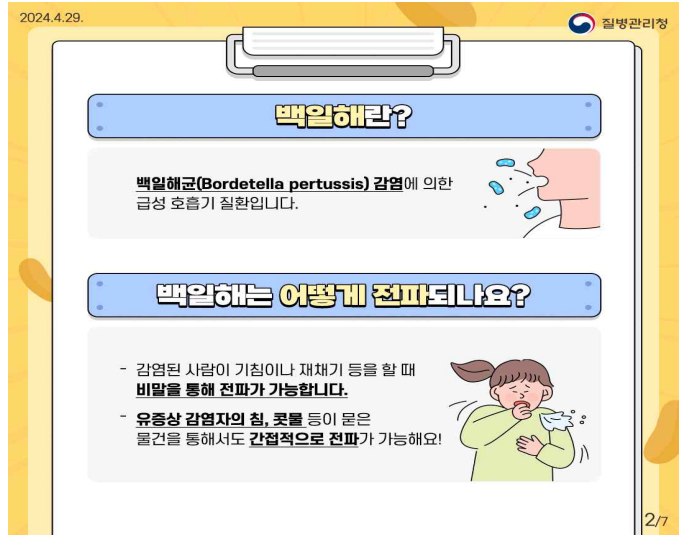 2024.4.29.
질병관리청
백일해란?
백일해균(Bordetella pertussis) 감염에 의한
급성 호흡기 질환입니다.
백일해는 어떻게 전파되나요?
- 감염된 사람이 기침이나 재채기 등을 할 때
비말을 통해 전파가 가능합니다.
- 유증상 감염자의 침, 콧물 등이 묻은
물건을 통해서도 간접적으로 전파가 가능해요!
2/7